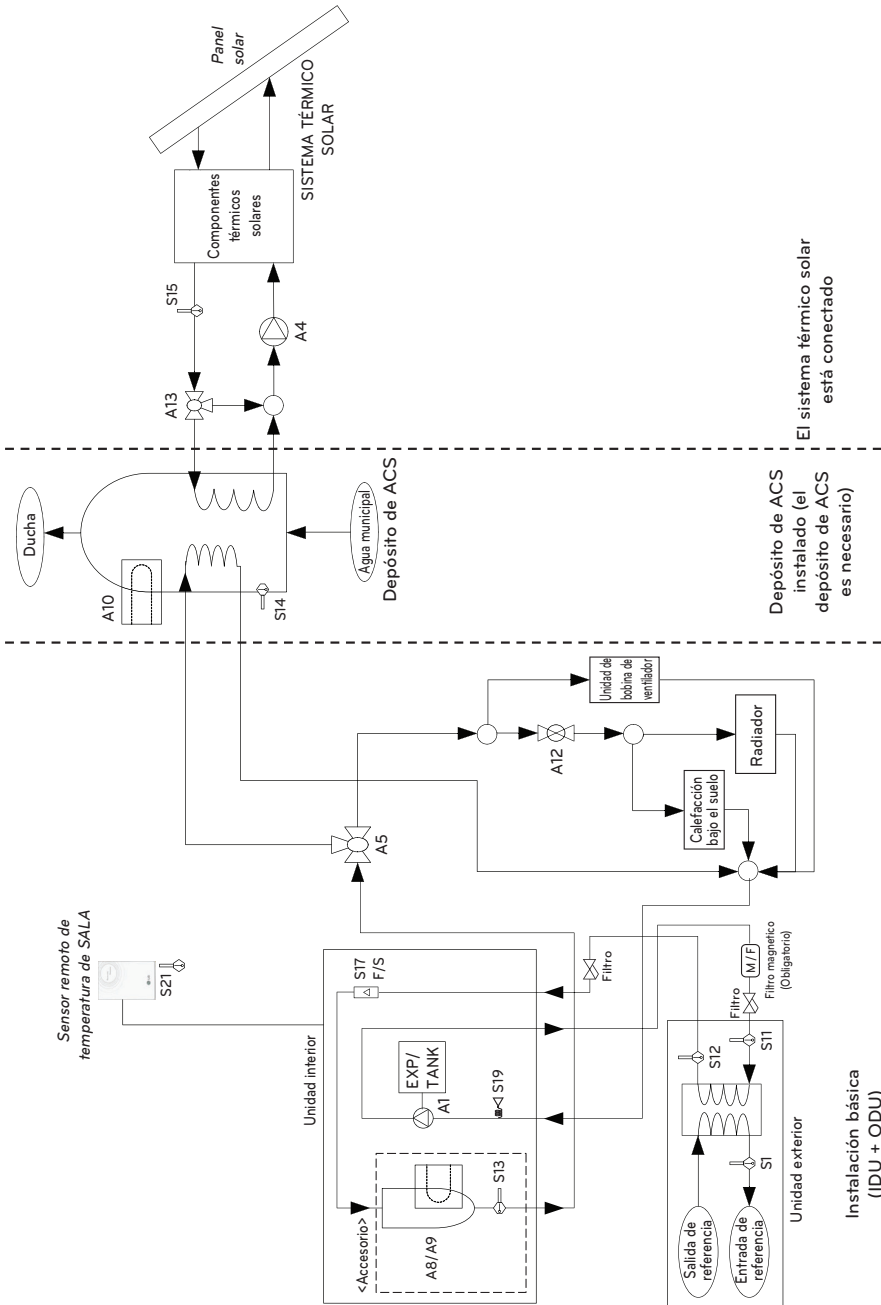 Panel
solar
SISTEMA TÉRMICO
SOLAR
Componentes
térmicos
solares
S15
A4
A13
El sistema térmico solar
está conectado
Ducha
A10
S14
Agua municipal
Depósito de ACS
Depósito de ACS
instalado (el
depósito de ACS
es necesario)
A5
A12
Unidad de
bobina de
ventilador
Radiador
Calefacción
bajo el suelo
Sensor remoto de
temperatura de SALA
S21
Unidad interior
S17
F/S
EXP/
TANK
A1
S19
<Accesorio>
A8/A9
S13
Filtro
Filtro
M/F
Filtro magnetico
(Obligatorio)
S12
S11
S1
Salida de
referencia
Entrada de
referencia
Unidad exterior
Instalación básica
(IDU + ODU)